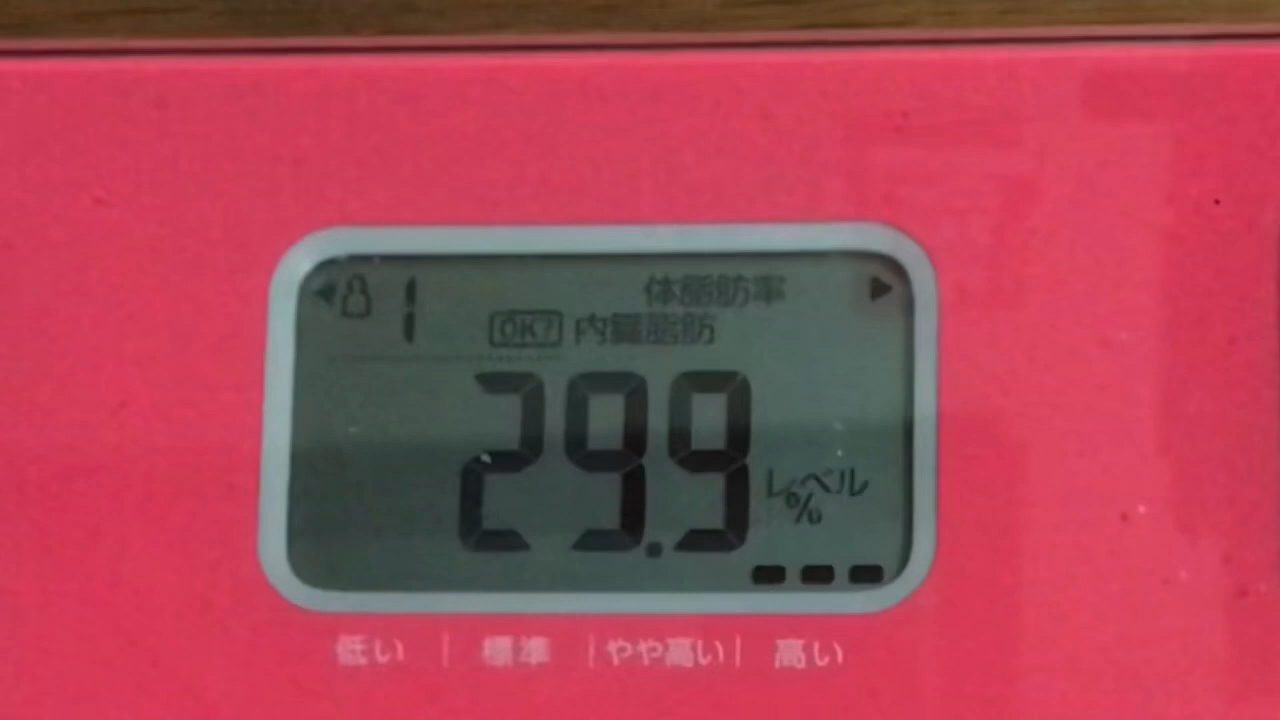 1 体脂肪率
OK? 内臓脂肪
29.9 レベル
%
低い | 標準 | やや高い | 高い